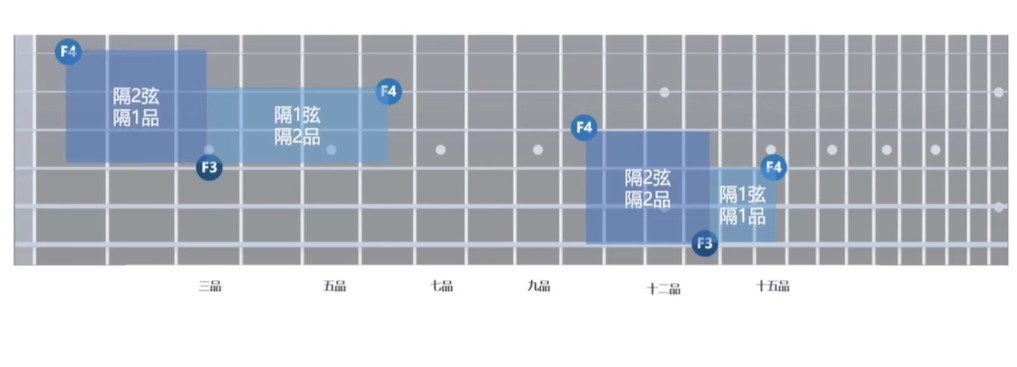 F4
隔2弦
隔1品
F3
隔1弦
隔2品
F4
F4
隔2弦
隔2品
F3
隔1弦
隔1品
F4
三品
五品
七品
九品
十二品
十五品